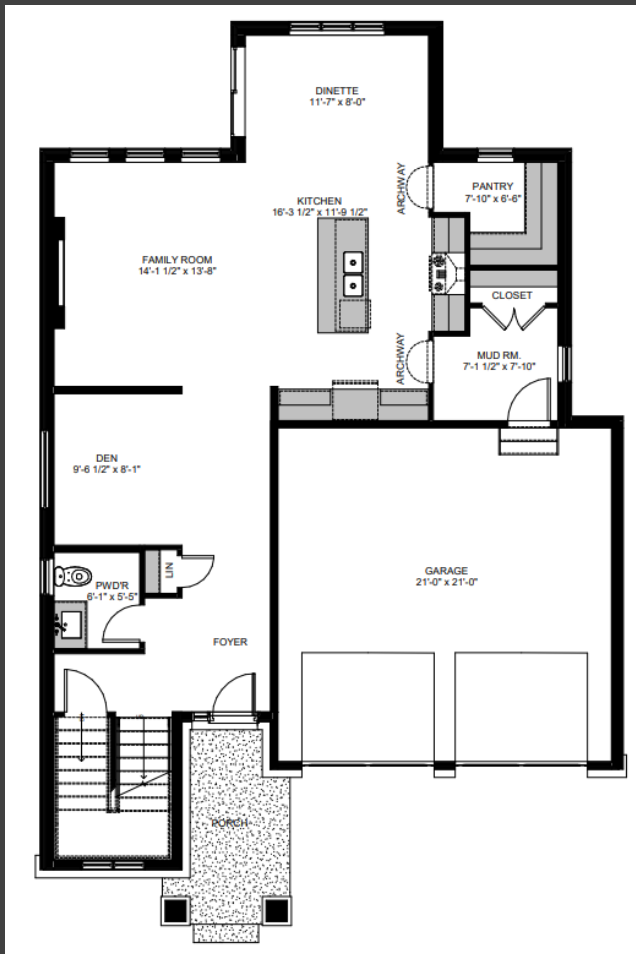 DINETTE
11'-7" x 8'-0"
ARCHWAY
PANTRY
7'-10" x 6'-6"
KITCHEN
16'-3 1/2" x 11'-9 1/2"
FAMILY ROOM
14'-1 1/2" x 13'-8"
CLOSET
ARCHWAY
MUD RM.
7'-1 1/2" x 7'-10"
DEN
9'-6 1/2" x 8'-1"
LIN
PWD'R
6'-1" x 5'-5"
GARAGE
21'-0" x 21'-0"
FOYER
PORCH